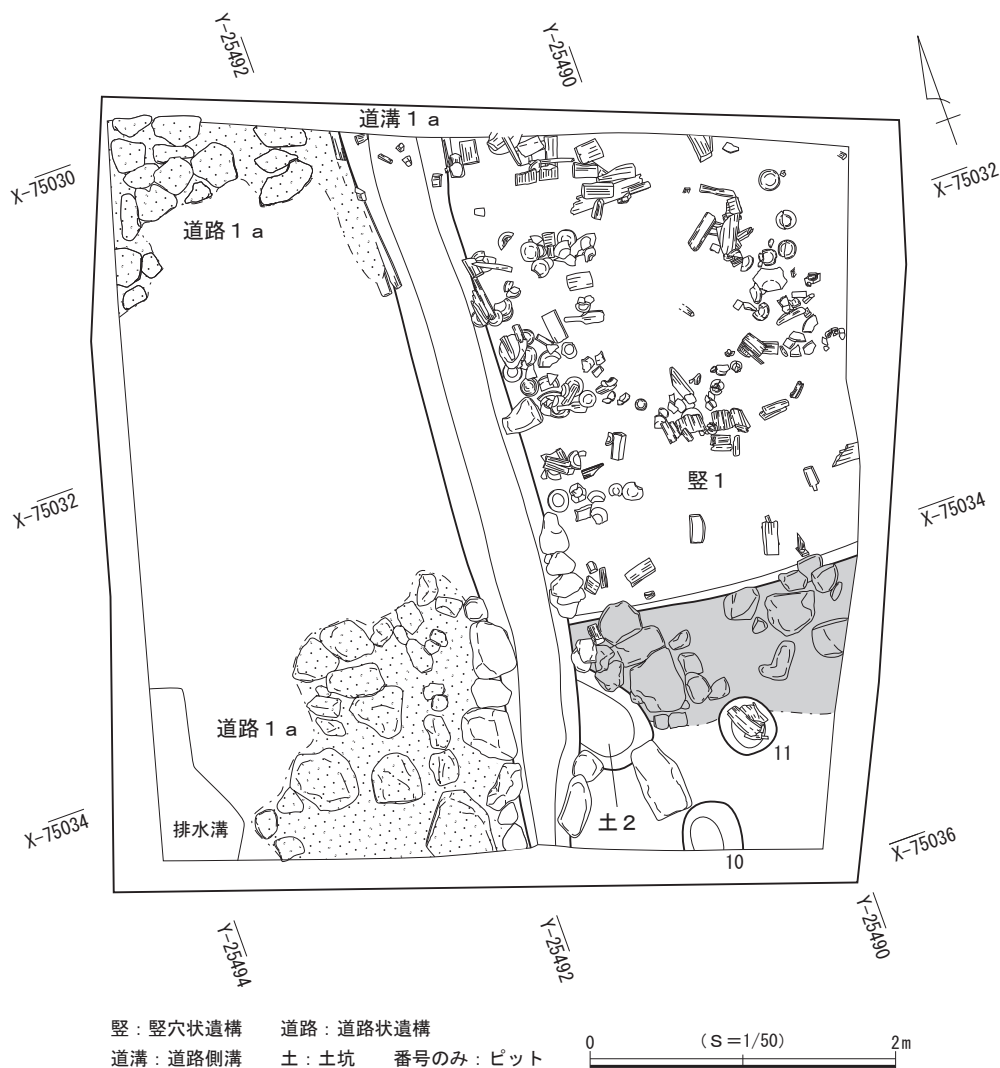 Y-25492
Y-25490
道溝1a
X-75030
X-75032
道路1a
竪1
X-75032
X-75034
道路1a
11
X-75034
排水溝
土2
X-75036
10
Y-25494
Y-25492
Y-25490
竪：竪穴状遺構　道路：道路状遺構
道溝：道路側溝　土：土坑　番号のみ：ピット
0 （S＝1/50） 2m